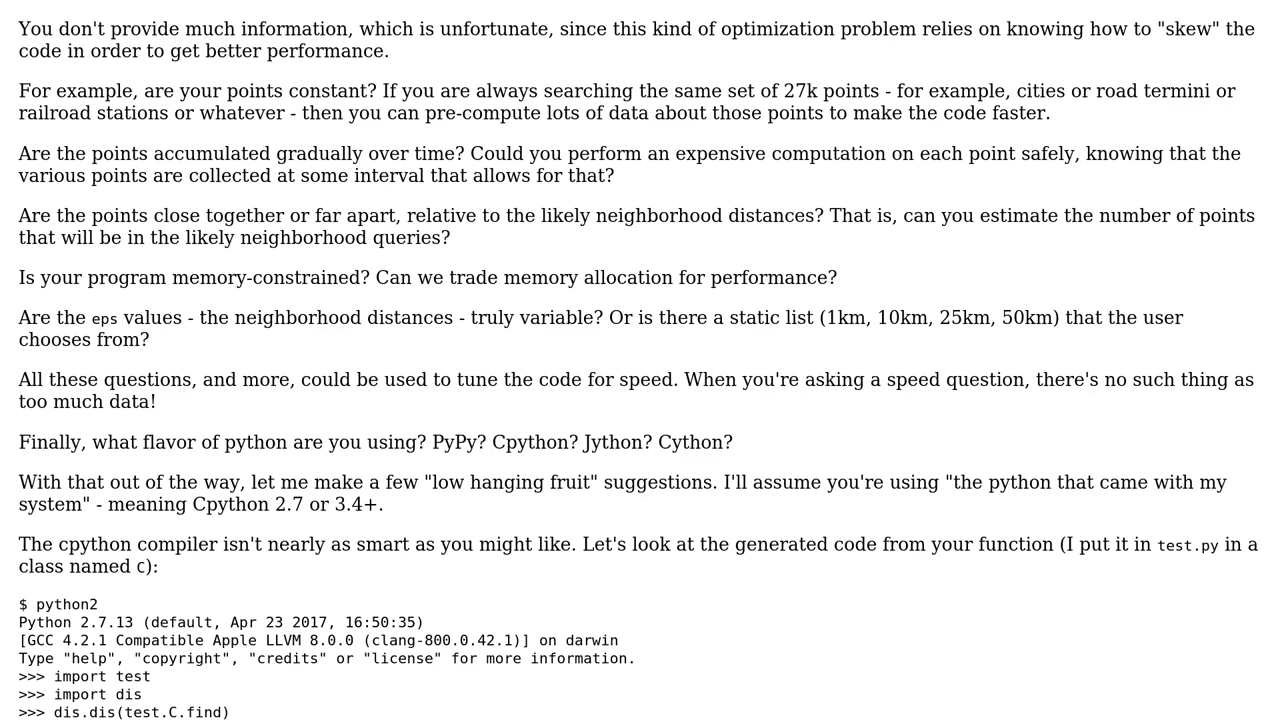 You don't provide much information, which is unfortunate, since this kind of optimization problem relies on knowing how to "skew" the
code in order to get better performance.
For example, are your points constant? If you are always searching the same set of 27k points - for example, cities or road termini or
railroad stations or whatever - then you can pre-compute lots of data about those points to make the code faster.
Are the points accumulated gradually over time? Could you perform an expensive computation on each point safely, knowing that the
various points are collected at some interval that allows for that?
Are the points close together or far apart, relative to the likely neighborhood distances? That is, can you estimate the number of points
that will be in the likely neighborhood queries?
Is your program memory-constrained? Can we trade memory allocation for performance?
Are the eps values - the neighborhood distances - truly variable? Or is there a static list (1km, 10km, 25km, 50km) that the user
chooses from?
All these questions, and more, could be used to tune the code for speed. When you're asking a speed question, there's no such thing as
too much data!
Finally, what flavor of python are you using? PyPy? Cpython? Jython? Cython?
With that out of the way, let me make a few "low hanging fruit" suggestions. I'll assume you're using "the python that came with my
system" - meaning Cpython 2.7 or 3.4+.
The cpython compiler isn't nearly as smart as you might like. Let's look at the generated code from your function (I put it in test.py in a
class named C):
$ python2
Python 2.7.13 (default, Apr 23 2017, 16:50:35)
[GCC 4.2.1 Compatible Apple LLVM 8.0.0 (clang-800.0.42.1)] on darwin
Type "help", "copyright", "credits" or "license" for more information.
>>> import test
>>> import dis
>>> dis.dis(test.C.find)